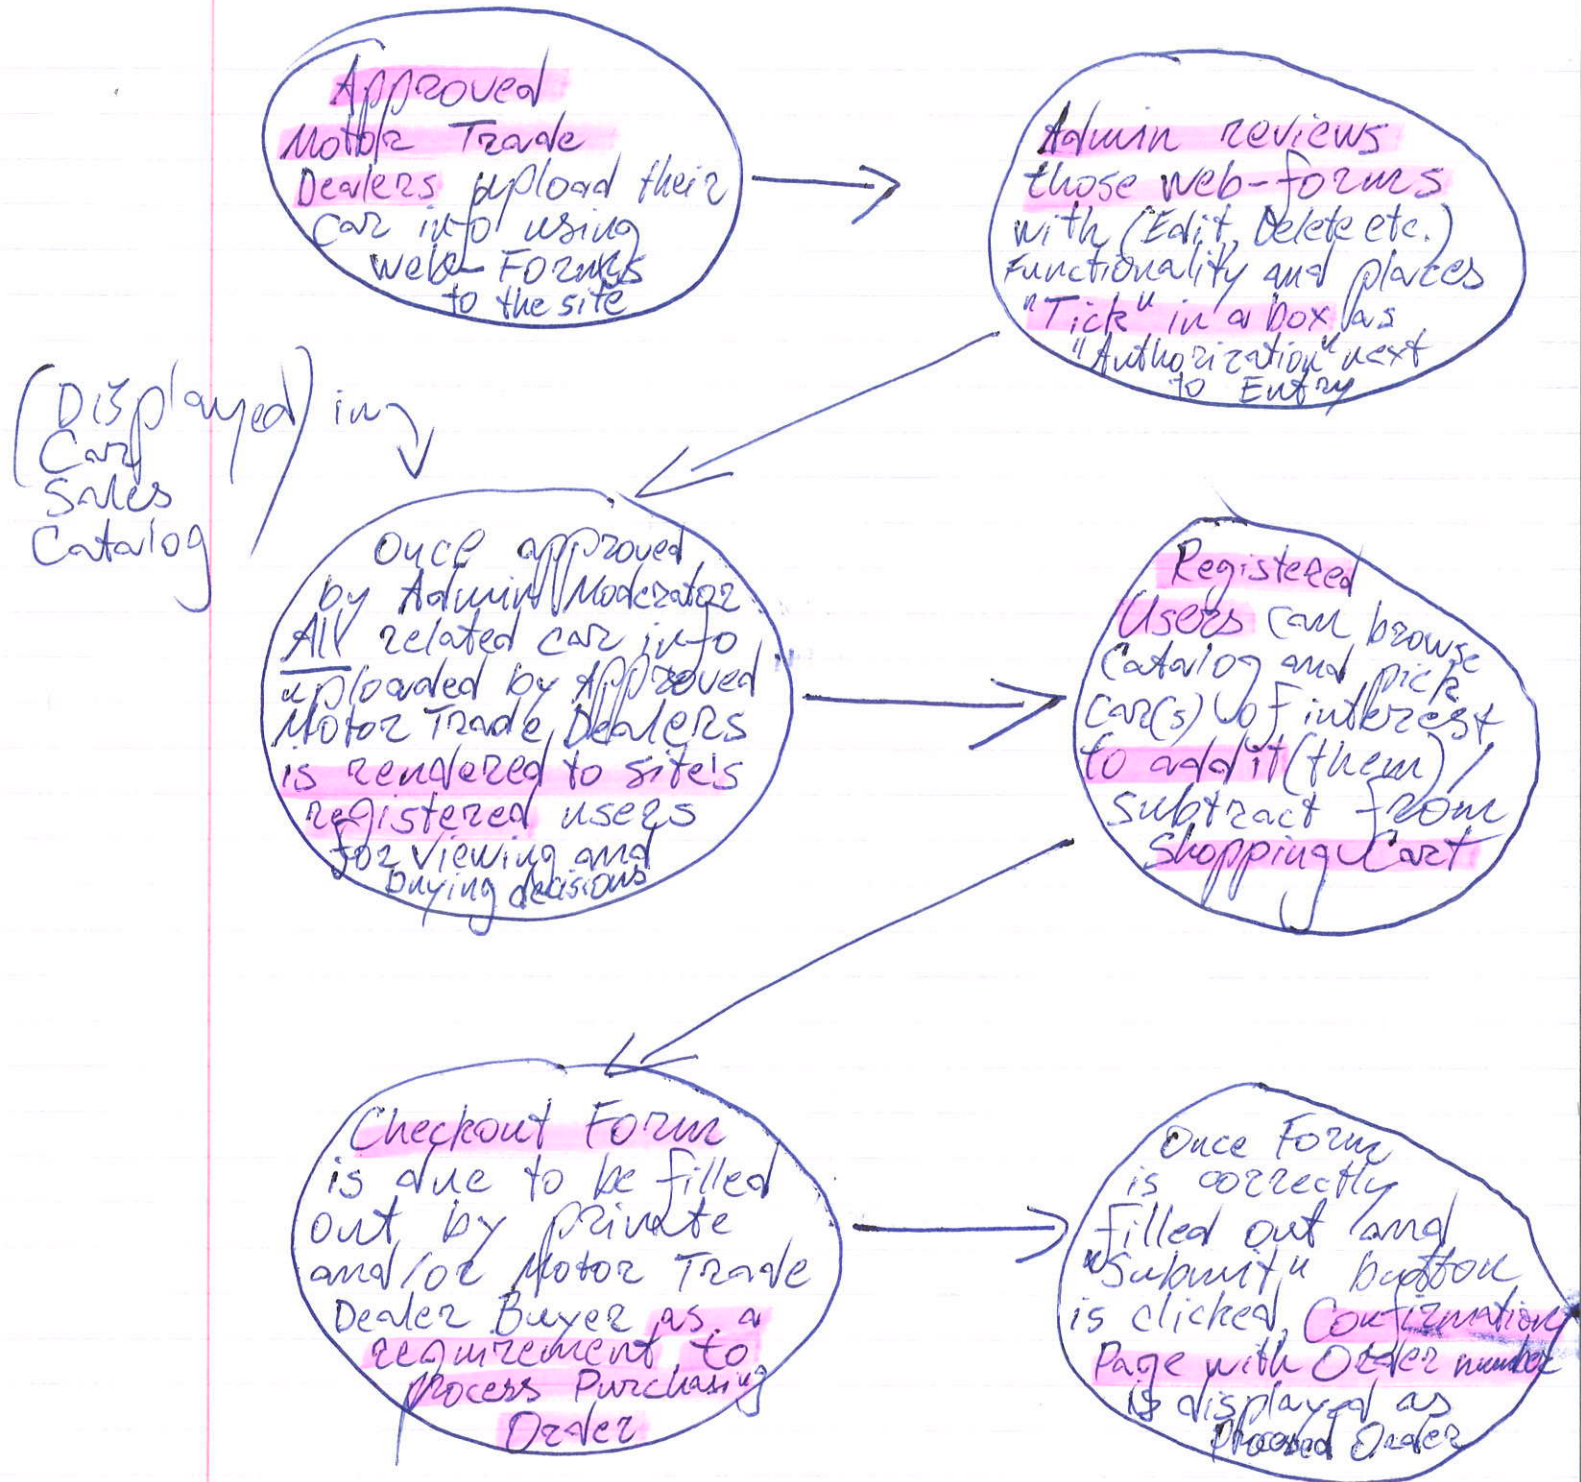 Approved
Motor Trade
Dealers upload their
car info using
web-Forms
to the site
Admin reviews
those web-forms
with (Edit, Delete etc.)
Functionality and places
"Tick" in a box as
"Authorization" next
to Entry
(Displayed) in
Car
Sales
Catalog
Once approved
by Admin/Moderator
All related car info
uploaded by Approved
Motor Trade Dealers
is rendered to site's
registered users
for viewing and
buying decisions
Registered
Users can browse
Catalog and pick
car(s) of interest
to add it (them) /
subtract from
Shopping Cart
Checkout Form
is due to be filled
out by private
and/or Motor Trade
Dealer Buyer as a
requirement to
process Purchasing
Order
Once Form
is correctly
filled out and
"Submit" button
is clicked, Confirmation
Page with Order number
is displayed as
Processed Order